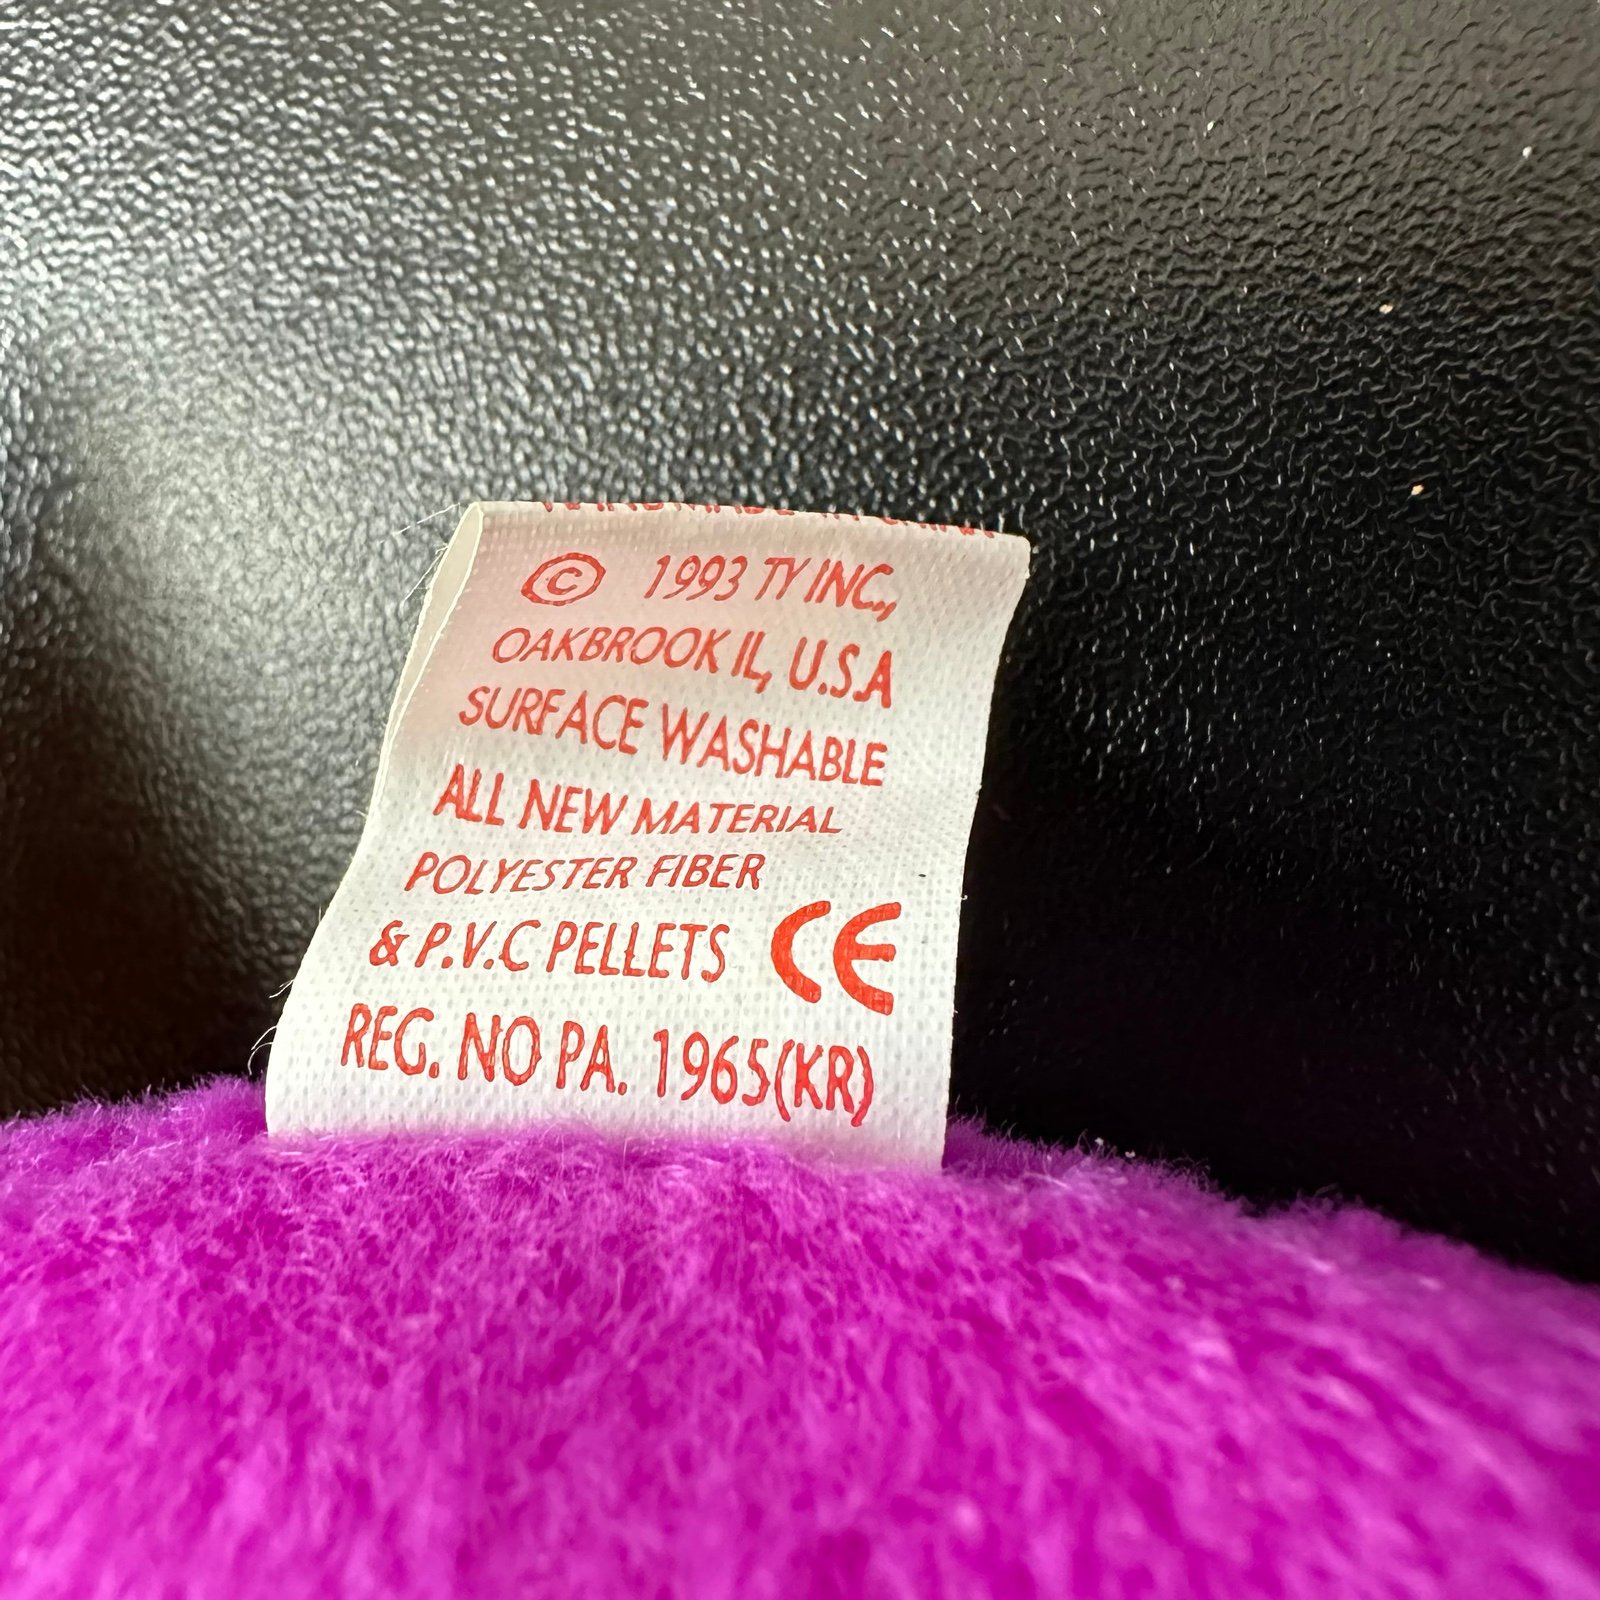 © 1993 TY INC.,
OAKBROOK IL, U.S.A
SURFACE WASHABLE
ALL NEW MATERIAL
POLYESTER FIBER
& P.V.C PELLETS CE
REG. NO PA. 1965(KR)